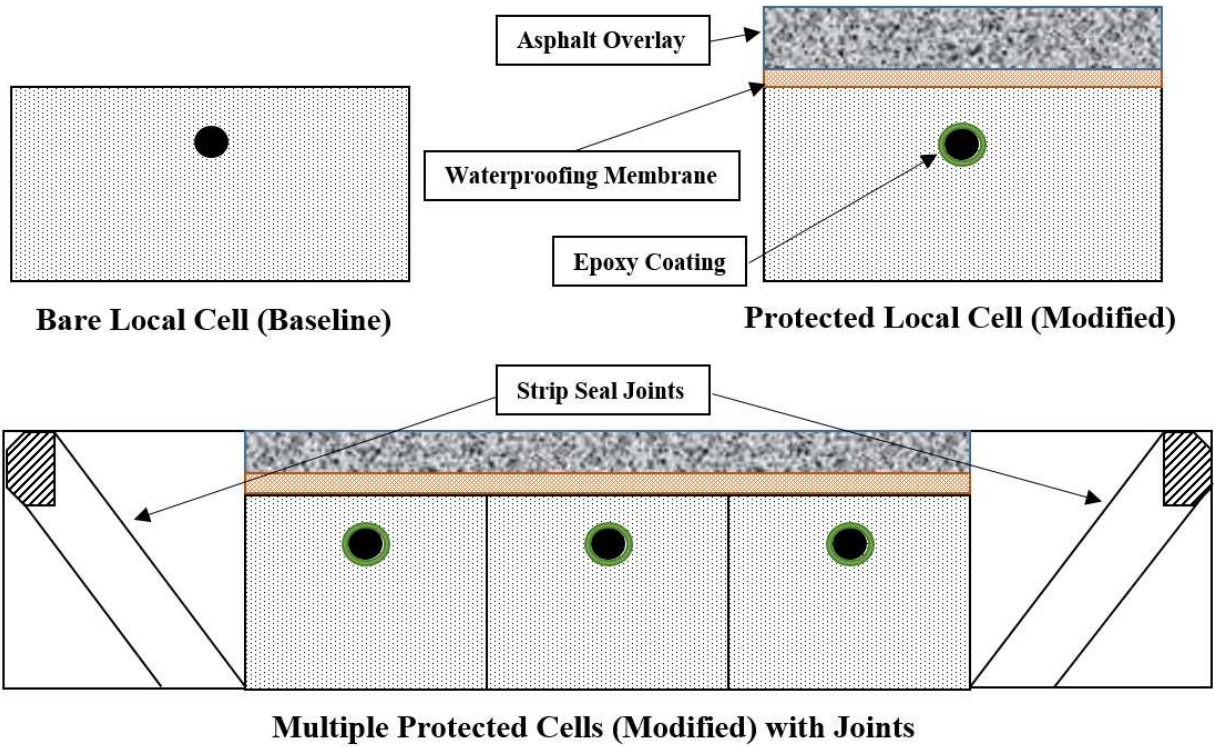 Asphalt Overlay
Waterproofing Membrane
Epoxy Coating
Bare Local Cell (Baseline)
Protected Local Cell (Modified)
Strip Seal Joints
Multiple Protected Cells (Modified) with Joints